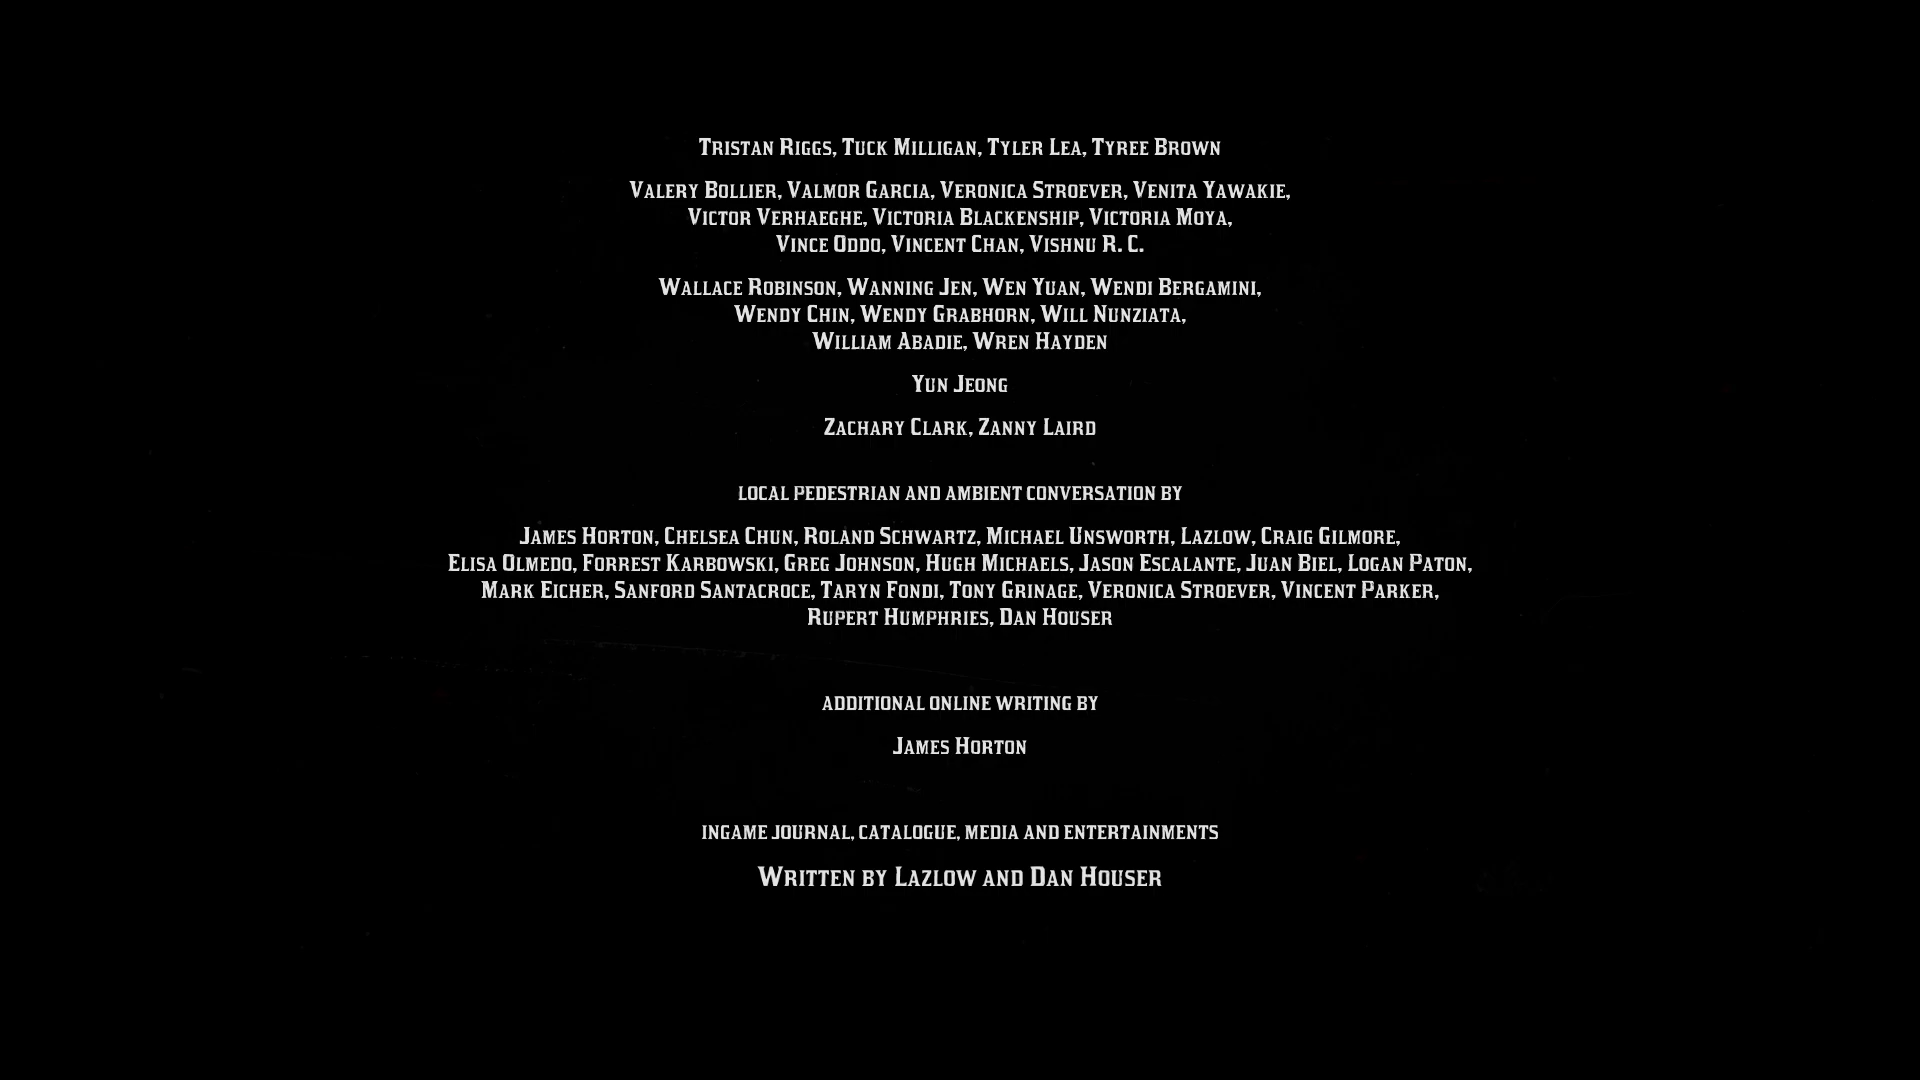 Tristan Riggs, Tuck Milligan, Tyler Lea, Tyree Brown
Valery Bollier, Valmor Garcia, Veronica Stroever, Venita Yawakie,
Victor Verhaeghe, Victoria Blackenship, Victoria Moya,
Vince Oddo, Vincent Chan, Vishnu R. C.
Wallace Robinson, Wanning Jen, Wen Yuan, Wendi Bergamini,
Wendy Chin, Wendy Grabhorn, Will Nunziata,
William Abadie, Wren Hayden
Yun Jeong
Zachary Clark, Zanny Laird
LOCAL PEDESTRIAN AND AMBIENT CONVERSATION BY
James Horton, Chelsea Chun, Roland Schwartz, Michael Unsworth, Lazlow, Craig Gilmore,
Elisa Olmedo, Forrest Karbowski, Greg Johnson, Hugh Michaels, Jason Escalante, Juan Biel, Logan Paton,
Mark Eicher, Sanford Santacroce, Taryn Fondi, Tony Grinage, Veronica Stroever, Vincent Parker,
Rupert Humphries, Dan Houser
ADDITIONAL ONLINE WRITING BY
James Horton
INGAME JOURNAL, CATALOGUE, MEDIA AND ENTERTAINMENTS
Written by Lazlow and Dan Houser